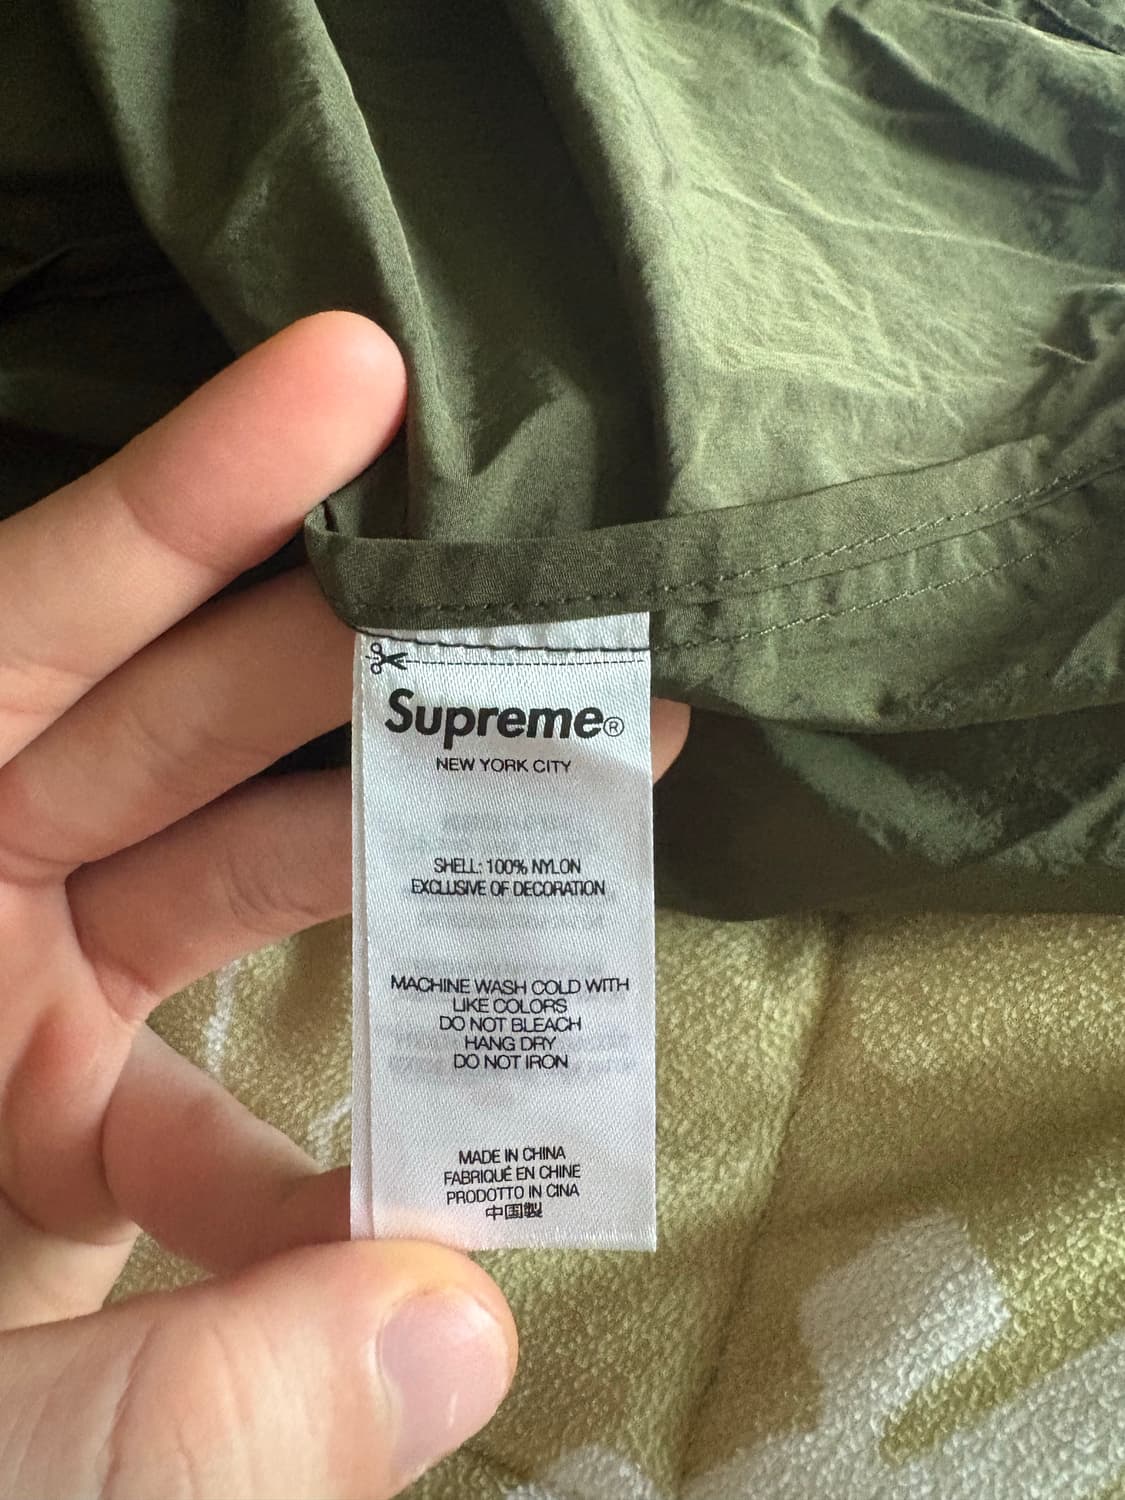 Supreme®
NEW YORK CITY
SHELL: 100% NYLON
EXCLUSIVE OF DECORATION
MACHINE WASH COLD WITH
LIKE COLORS
DO NOT BLEACH
HANG DRY
DO NOT IRON
MADE IN CHINA
FABRIQUÉ EN CHINE
PRODOTTO IN CINA
中国製